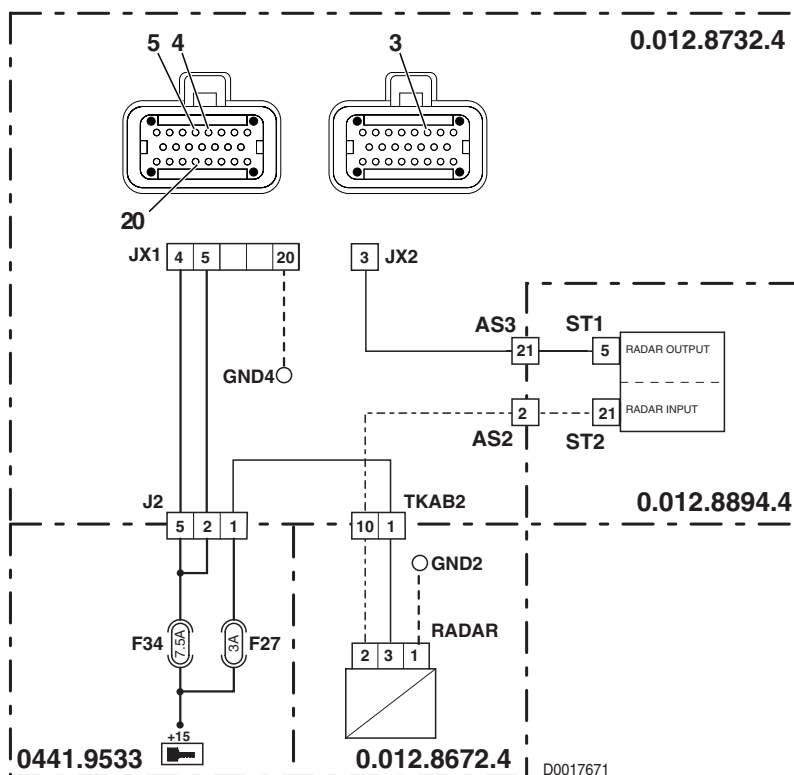 5 4
3
0.012.8732.4
20
JX1 4 5 20
3 JX2
AS3 ST1
21 5 RADAR OUTPUT
GND4
2 21 RADAR INPUT
AS2 ST2
J2 TKAB2 0.012.8894.4
5 2 1 10 1
GND2
RADAR
F34 7.5A 3A F27
2 3 1
+15
0441.9533 0.012.8672.4
D0017671